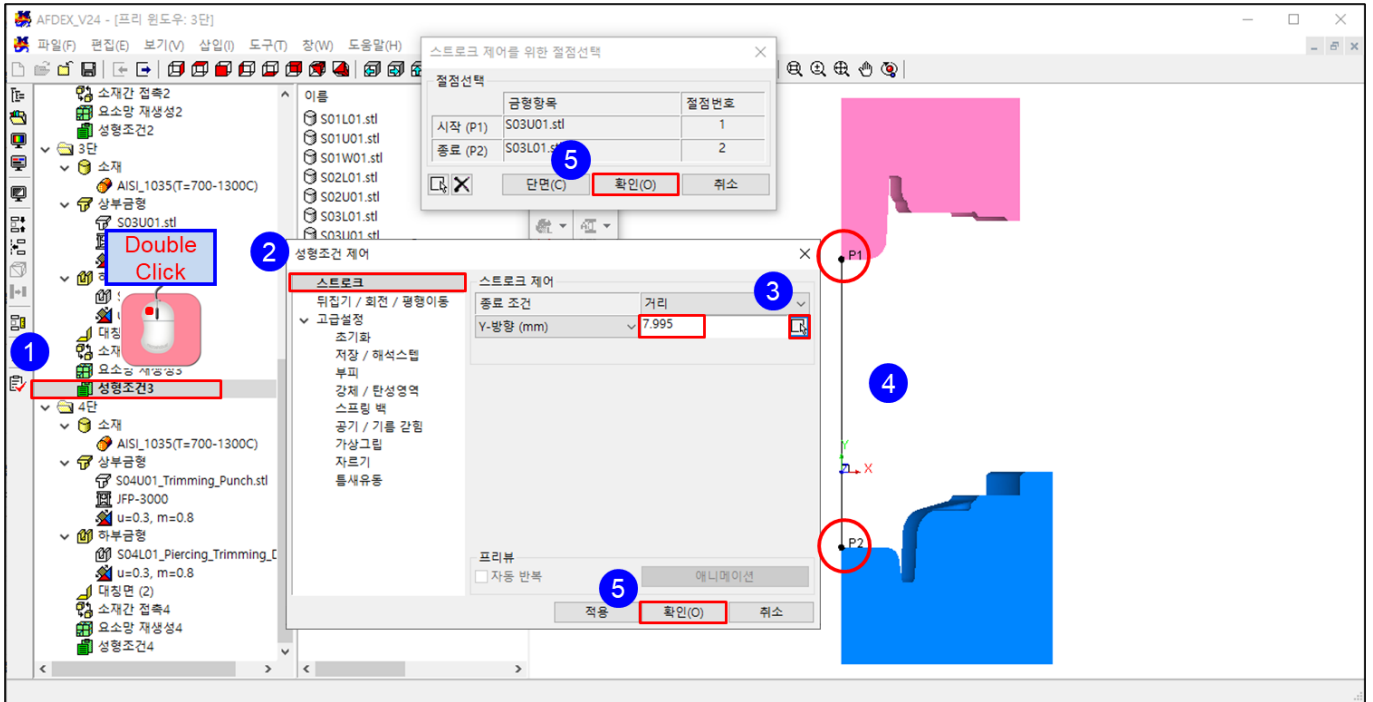 AFDEX_V24 - [프리 윈도우: 3단]
파일(F) 편집(E) 보기(V) 삽입(I) 도구(T) 창(W) 도움말(H)
소재간 접촉2
요소망 재생성2
성형조건2
3단
소재
AISI_1035(T=700-1300C)
상부금형
S03U01.stl
Double
Click
1
대칭
소재
요소망 재생성3
성형조건3
4단
소재
AISI_1035(T=700-1300C)
상부금형
S04U01_Trimming_Punch.stl
JFP-3000
u=0.3, m=0.8
하부금형
S04L01_Piercing_Trimming_D
u=0.3, m=0.8
대칭면 (2)
소재간 접촉4
요소망 재생성4
성형조건4
이름
S01L01.stl
S01U01.stl
S01W01.stl
S02L01.stl
S02U01.stl
S03L01.stl
S03U01.stl
스트로크 제어를 위한 절점선택
절점선택
금형항목 절점번호
시작 (P1) S03U01.stl 1
종료 (P2) S03L01.stl 2
5
단면(C) 확인(O) 취소
2
성형조건 제어
스트로크
뒤집기 / 회전 / 평행이동
고급설정
초기화
저장 / 해석스텝
부피
강체 / 탄성영역
스프링 백
공기 / 기름 갇힘
가상그립
자르기
틈새유동
스트로크 제어
3
종료 조건 거리
Y-방향 (mm) 7.995
프리뷰
자동 반복 애니메이션
5
적용 확인(O) 취소
P1
4
Y
Z X
P2